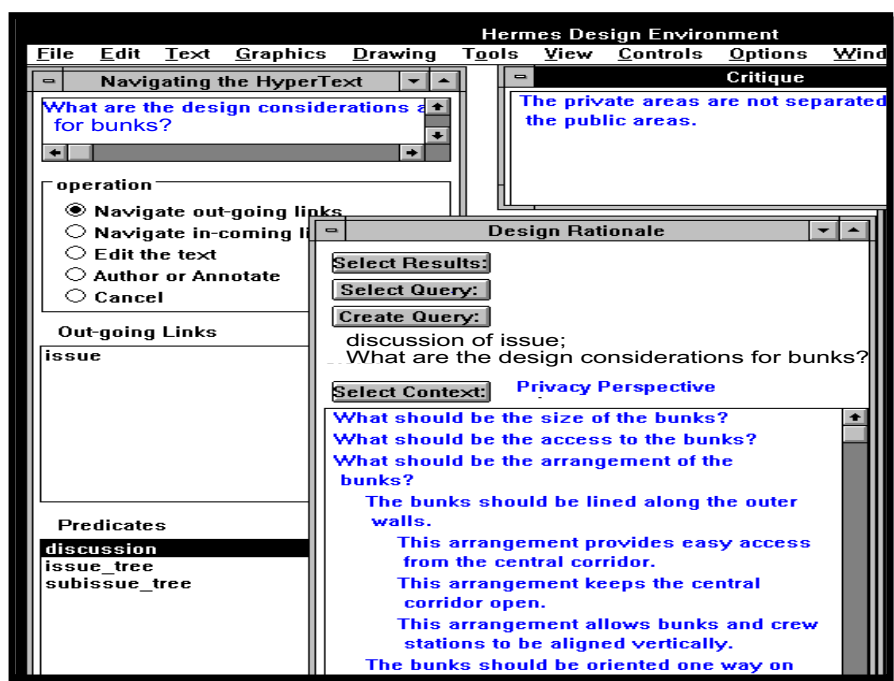 Hermes Design Environment
File Edit Text Graphics Drawing Tools View Controls Options Wind
Navigating the HyperText
What are the design considerations a
for bunks?
operation
Navigate out-going links
Navigate in-coming li
Edit the text
Author or Annotate
Cancel
Out-going Links
issue
Predicates
discussion
issue_tree
subissue_tree
Critique
The private areas are not separated
the public areas.
Design Rationale
Select Results:
Select Query:
Create Query:
discussion of issue;
What are the design considerations for bunks?
Select Context: Privacy Perspective
What should be the size of the bunks?
What should be the access to the bunks?
What should be the arrangement of the
bunks?
The bunks should be lined along the outer
walls.
This arrangement provides easy access
from the central corridor.
This arrangement keeps the central
corridor open.
This arrangement allows bunks and crew
stations to be aligned vertically.
The bunks should be oriented one way on